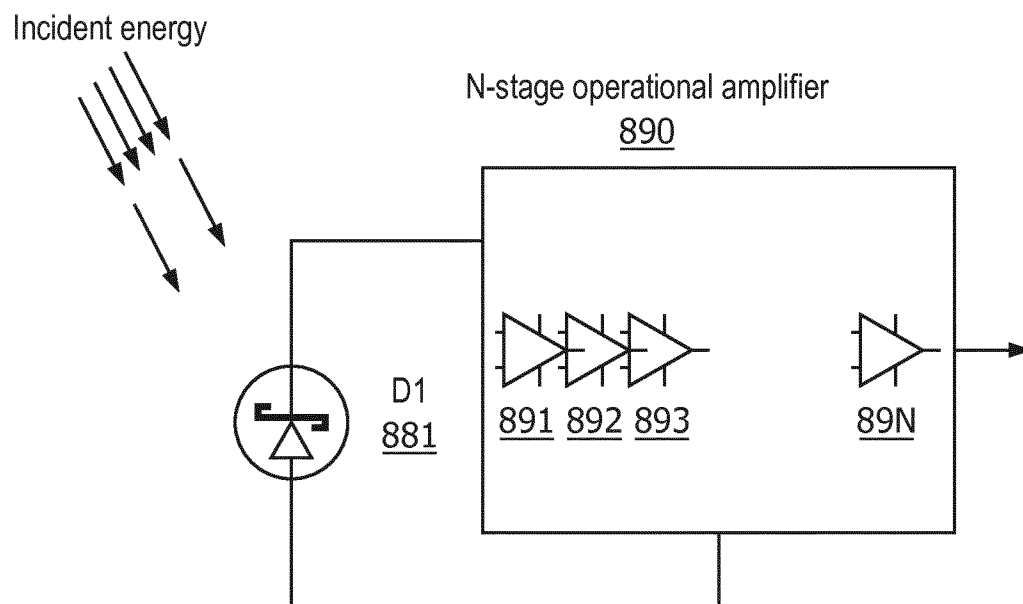 Incident energy
N-stage operational amplifier
890
D1
881
891 892 893 89N